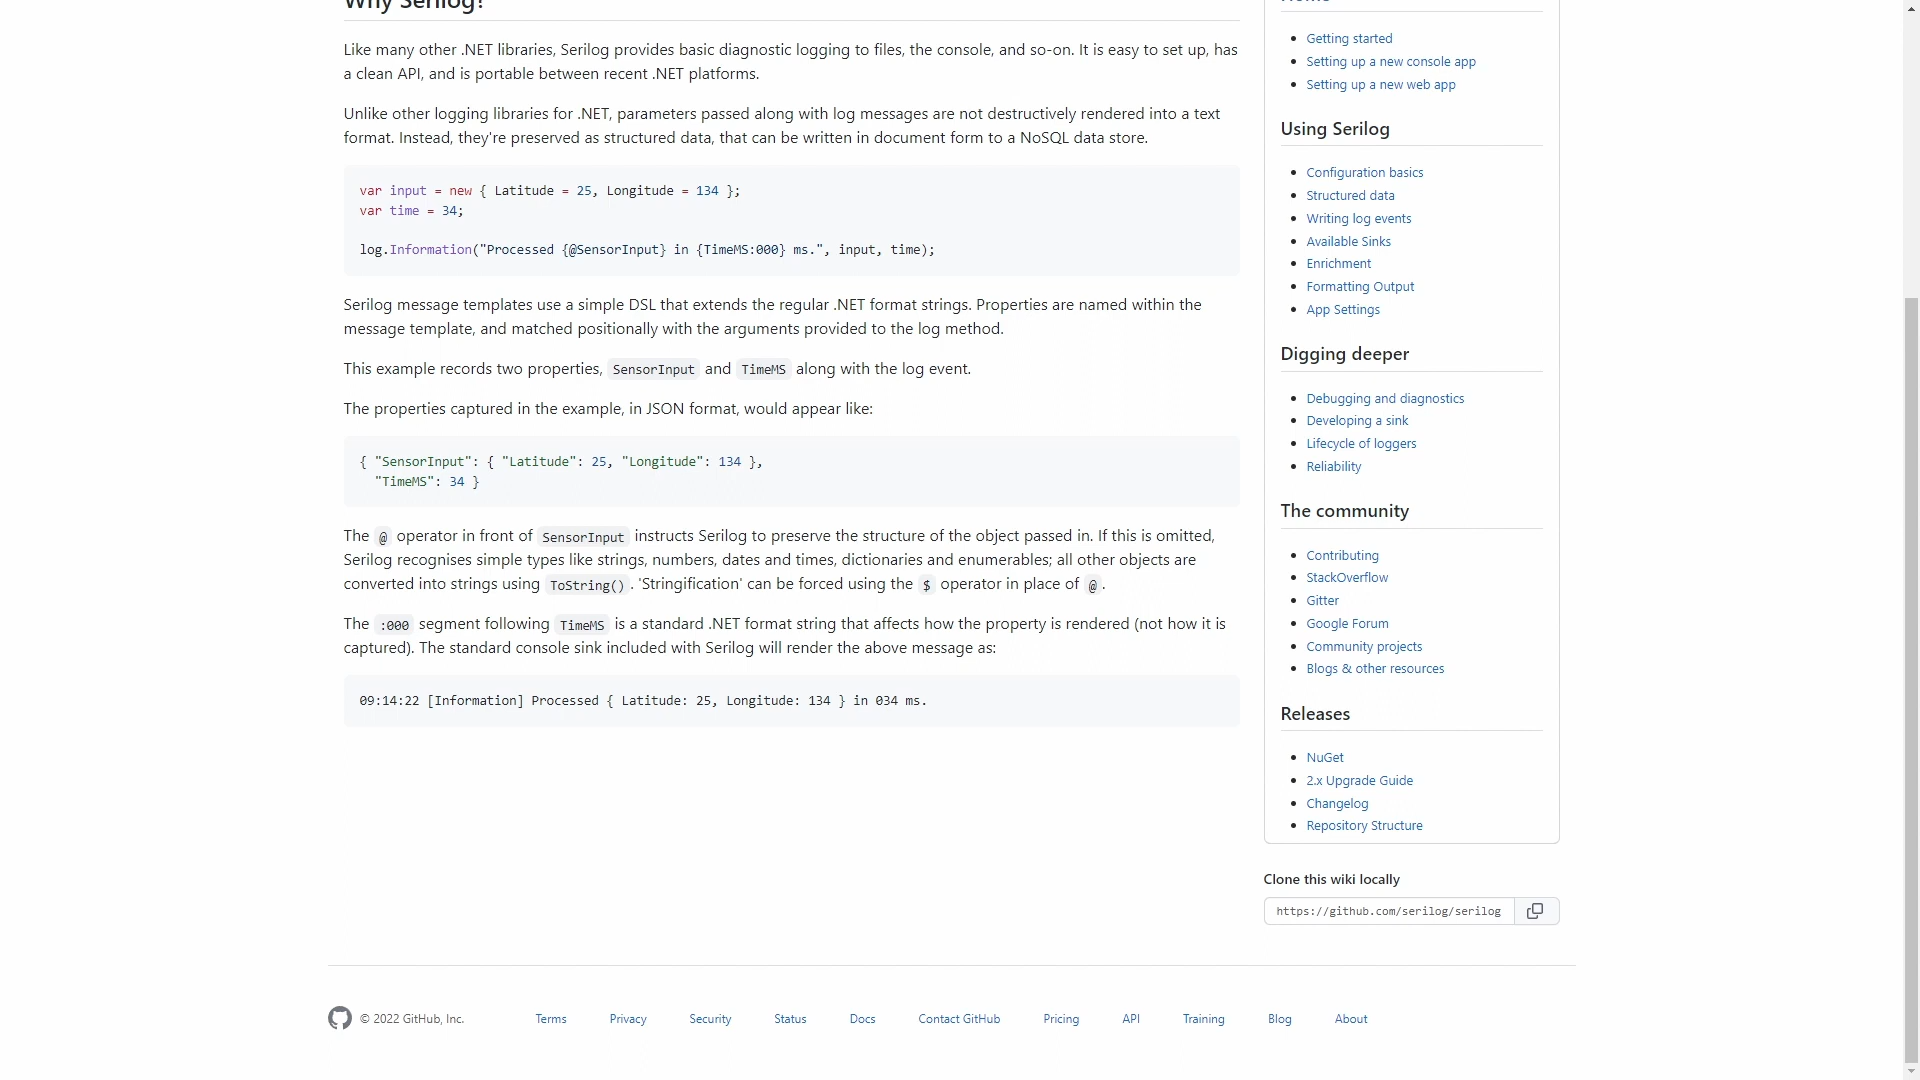 Why Serilog?
Like many other .NET libraries, Serilog provides basic diagnostic logging to files, the console, and so-on. It is easy to set up, has
a clean API, and is portable between recent .NET platforms.
Unlike other logging libraries for .NET, parameters passed along with log messages are not destructively rendered into a text
format. Instead, they're preserved as structured data, that can be written in document form to a NoSQL data store.
var input = new { Latitude = 25, Longitude = 134 };
var time = 34;
log.Information("Processed {@SensorInput} in {TimeMS:000} ms.", input, time);
Serilog message templates use a simple DSL that extends the regular .NET format strings. Properties are named within the
message template, and matched positionally with the arguments provided to the log method.
This example records two properties, SensorInput and TimeMS along with the log event.
The properties captured in the example, in JSON format, would appear like:
{ "SensorInput": { "Latitude": 25, "Longitude": 134 },
"TimeMS": 34 }
The @ operator in front of SensorInput instructs Serilog to preserve the structure of the object passed in. If this is omitted,
Serilog recognises simple types like strings, numbers, dates and times, dictionaries and enumerables; all other objects are
converted into strings using ToString() . 'Stringification' can be forced using the $ operator in place of @ .
The :000 segment following TimeMS is a standard .NET format string that affects how the property is rendered (not how it is
captured). The standard console sink included with Serilog will render the above message as:
09:14:22 [Information] Processed { Latitude: 25, Longitude: 134 } in 034 ms.
Home
Getting started
Setting up a new console app
Setting up a new web app
Using Serilog
Configuration basics
Structured data
Writing log events
Available Sinks
Enrichment
Formatting Output
App Settings
Digging deeper
Debugging and diagnostics
Developing a sink
Lifecycle of loggers
Reliability
The community
Contributing
StackOverflow
Gitter
Google Forum
Community projects
Blogs & other resources
Releases
NuGet
2.x Upgrade Guide
Changelog
Repository Structure
Clone this wiki locally
https://github.com/serilog/serilog
© 2022 GitHub, Inc. Terms Privacy Security Status Docs Contact GitHub Pricing API Training Blog About